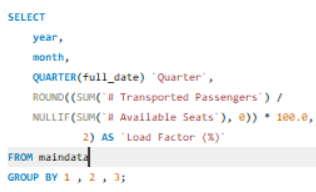 SELECT
year,
month,
QUARTER(full_date) `Quarter`,
ROUND((SUM(`# Transported Passengers`) /
NULLIF(SUM(`# Available Seats`), 0)) * 100.0,
2) AS `Load Factor (%)`
FROM maindata
GROUP BY 1 , 2 , 3;